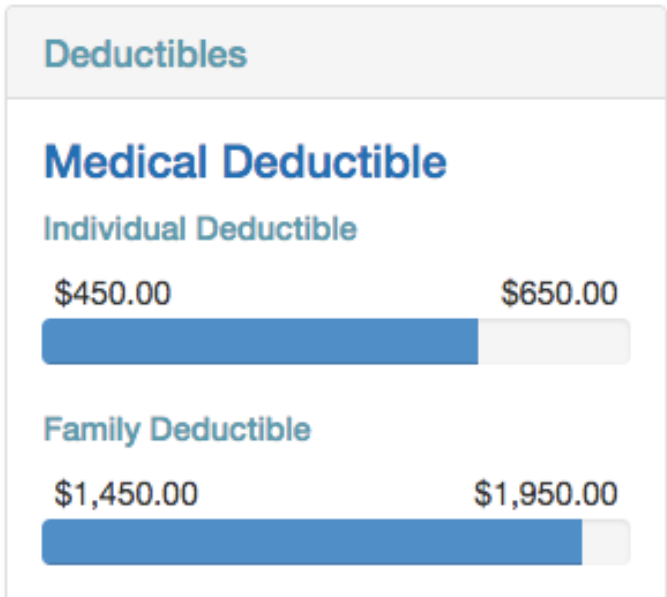 Deductibles
Medical Deductible
Individual Deductible
$450.00 $650.00
Family Deductible
$1,450.00 $1,950.00